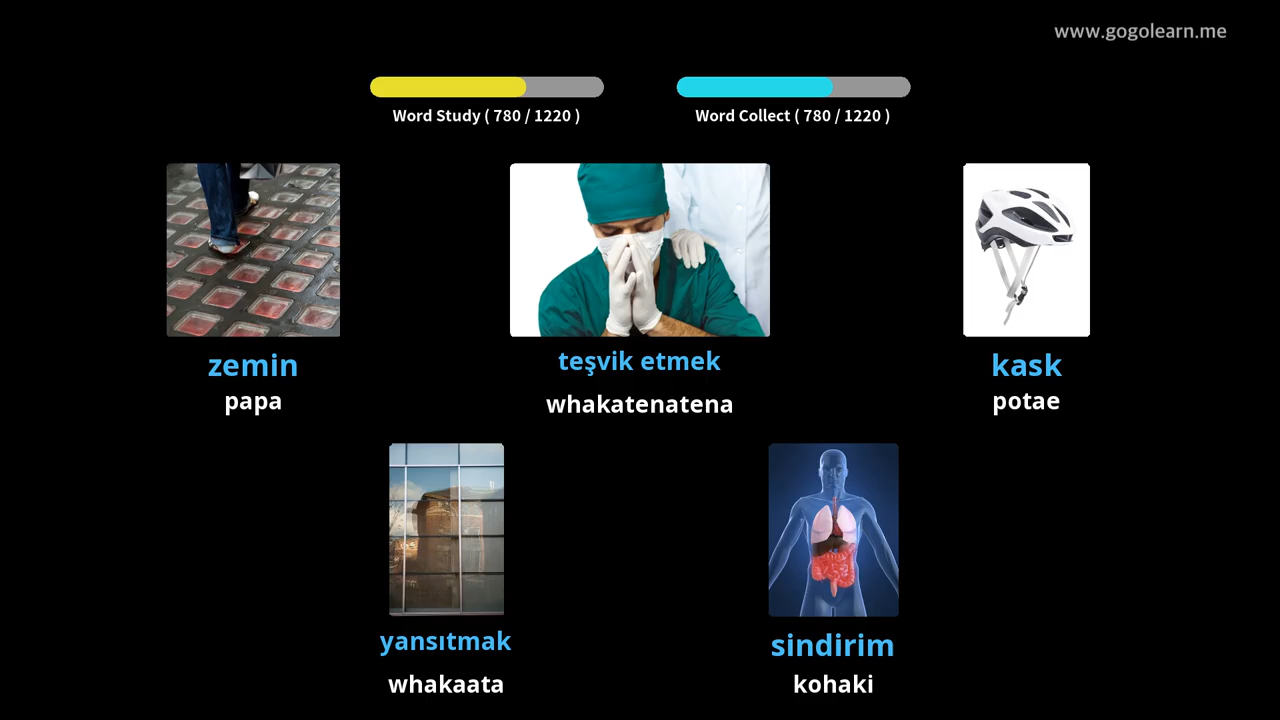 www.gogolearn.me
Word Study ( 780 / 1220 )
Word Collect ( 780 / 1220 )
zemin
papa
teşvik etmek
whakatenatena
kask
potae
yansıtmak
whakaata
sindirim
kohaki